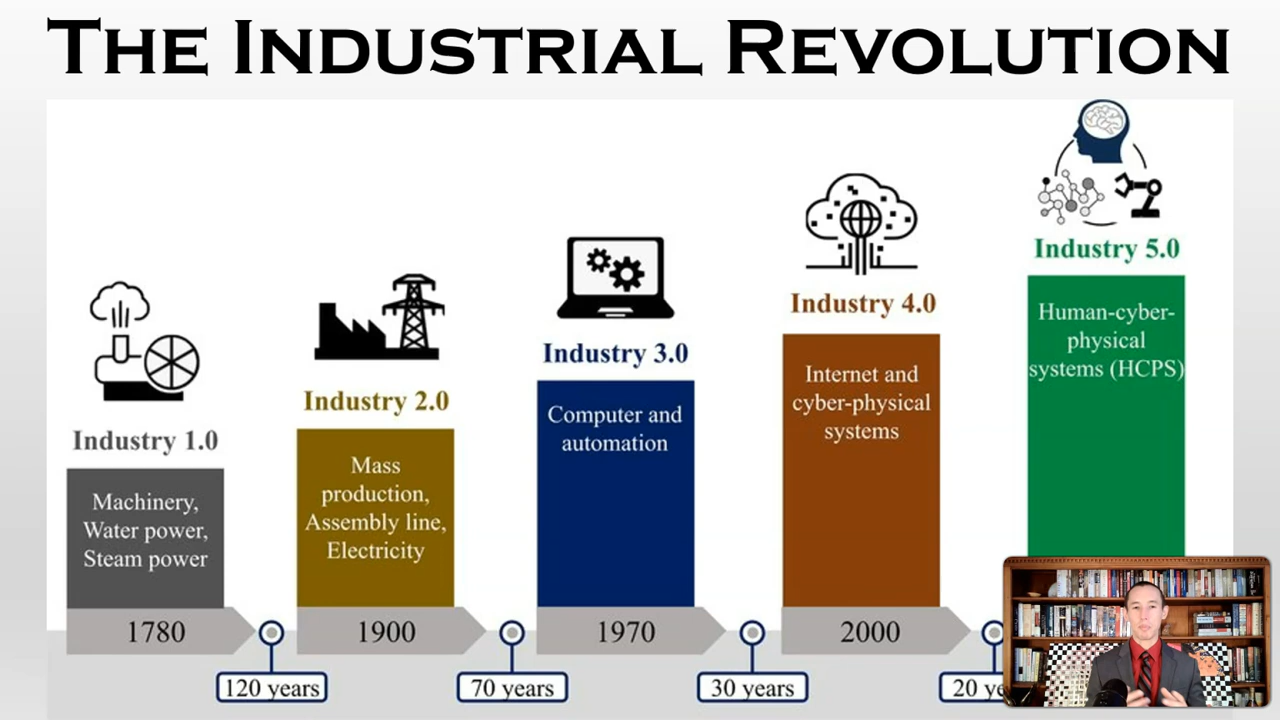 THE INDUSTRIAL REVOLUTION
Industry 1.0
Machinery,
Water power,
Steam power
1780
120 years
Industry 2.0
Mass
production,
Assembly line,
Electricity
1900
70 years
Industry 3.0
Computer and
automation
1970
30 years
Industry 4.0
Internet and
cyber-physical
systems
2000
20
Industry 5.0
Human-cyber-
physical
systems (HCPS)